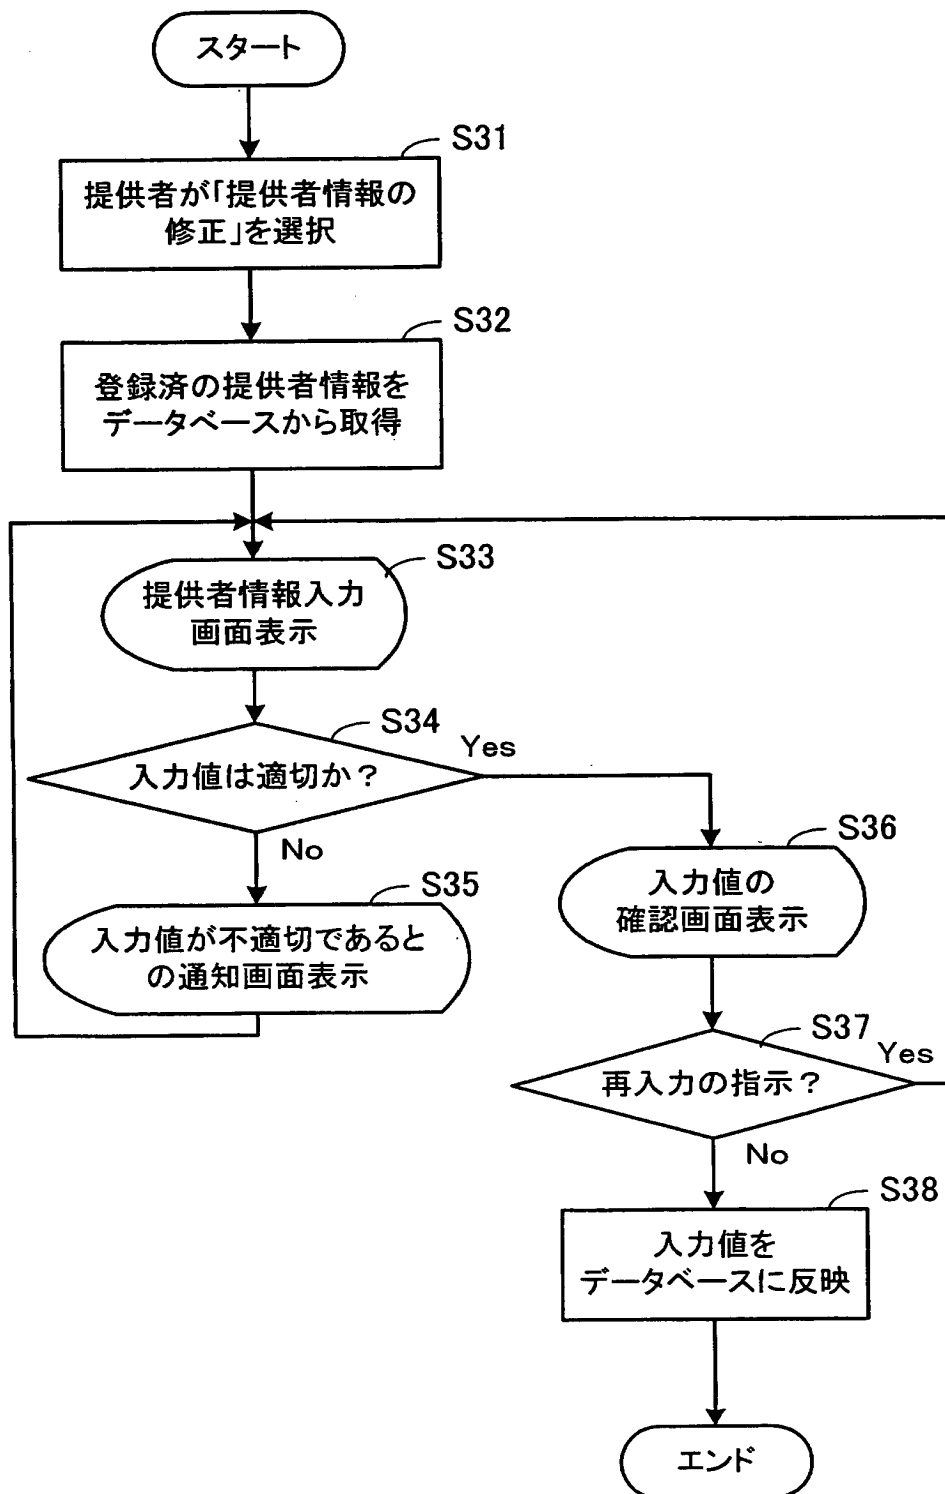 スタート
S31
提供者が「提供者情報の
修正」を選択
S32
登録済の提供者情報を
データベースから取得
S33
提供者情報入力
画面表示
S34
入力値は適切か？
Yes
No
S35
入力値が不適切であると
の通知画面表示
S36
入力値の
確認画面表示
S37
再入力の指示？
Yes
No
S38
入力値を
データベースに反映
エンド